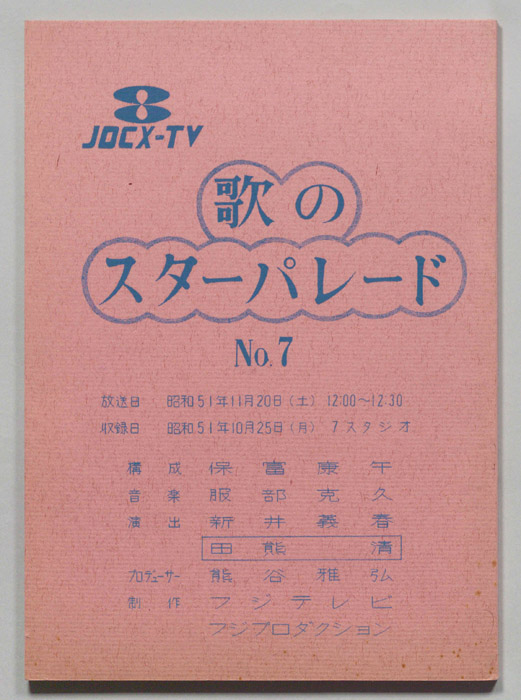 JOCX-TV
歌の
スターパレード
No.7
放送日 昭和51年11月20日(土) 12:00~12:30
収録日 昭和51年10月25日(月) 7スタジオ
構成 保富康午
音楽 服部克久
演出 新井義春
田熊 清
プロデューサー 熊谷雅弘
制作 フジテレビ
フジプロダクション